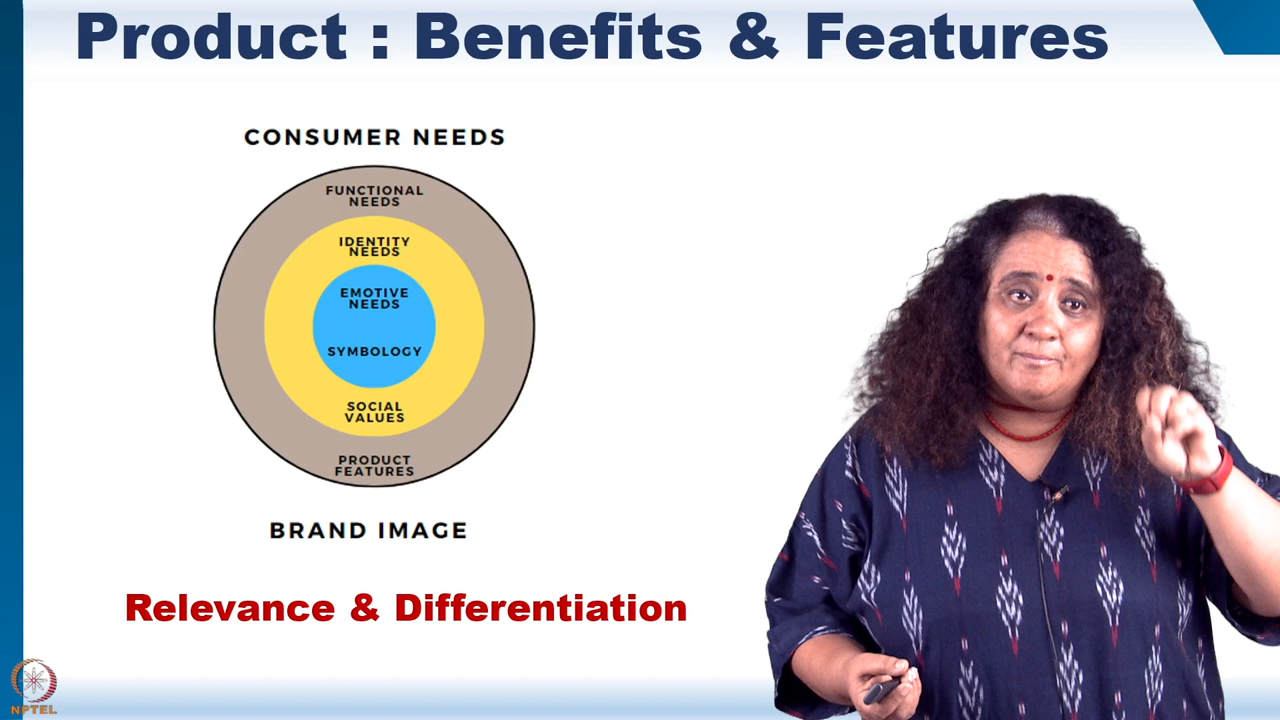 Product : Benefits & Features
CONSUMER NEEDS
FUNCTIONAL
NEEDS
IDENTITY
NEEDS
EMOTIVE
NEEDS
SYMBOLOGY
SOCIAL
VALUES
PRODUCT
FEATURES
BRAND IMAGE
Relevance & Differentiation
NPTEL